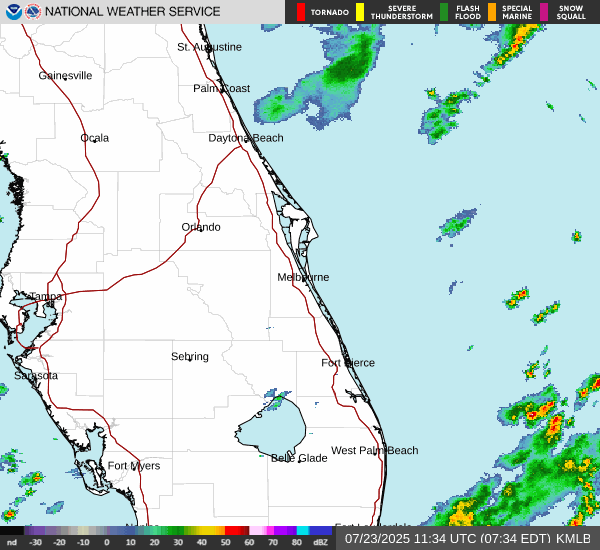 NATIONAL WEATHER SERVICE
TORNADO
SEVERE
THUNDERSTORM
FLASH
FLOOD
SPECIAL
MARINE
SNOW
SQUALL
St. Augustine
Gainesville
Palm Coast
Ocala
Daytona Beach
Orlando
Melbourne
Tampa
Sebring
Fort Pierce
Sarasota
West Palm Beach
Belle Glade
Fort Myers
Fort Lauderdale
nd -30 -20 -10 0 10 20 30 40 50 60 70 80 dBZ
07/23/2025 11:34 UTC (07:34 EDT) KMLB